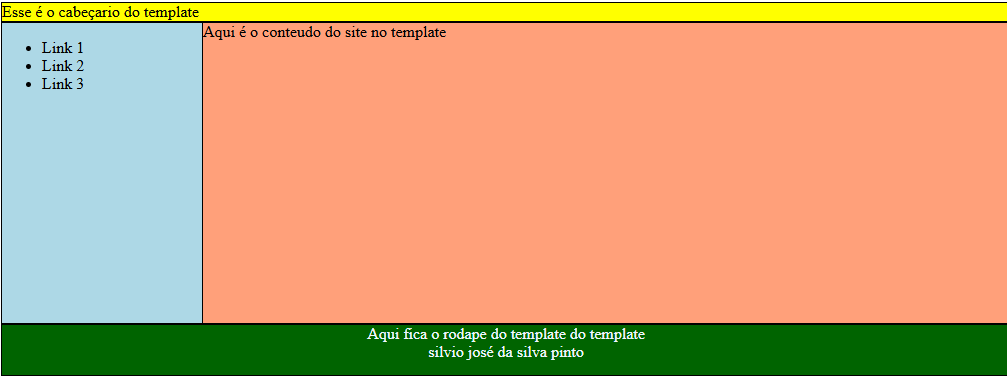 Esse é o cabeçario do template
Link 1
Link 2
Link 3
Aqui é o conteudo do site no template
Aqui fica o rodape do template do template
silvio josé da silva pinto